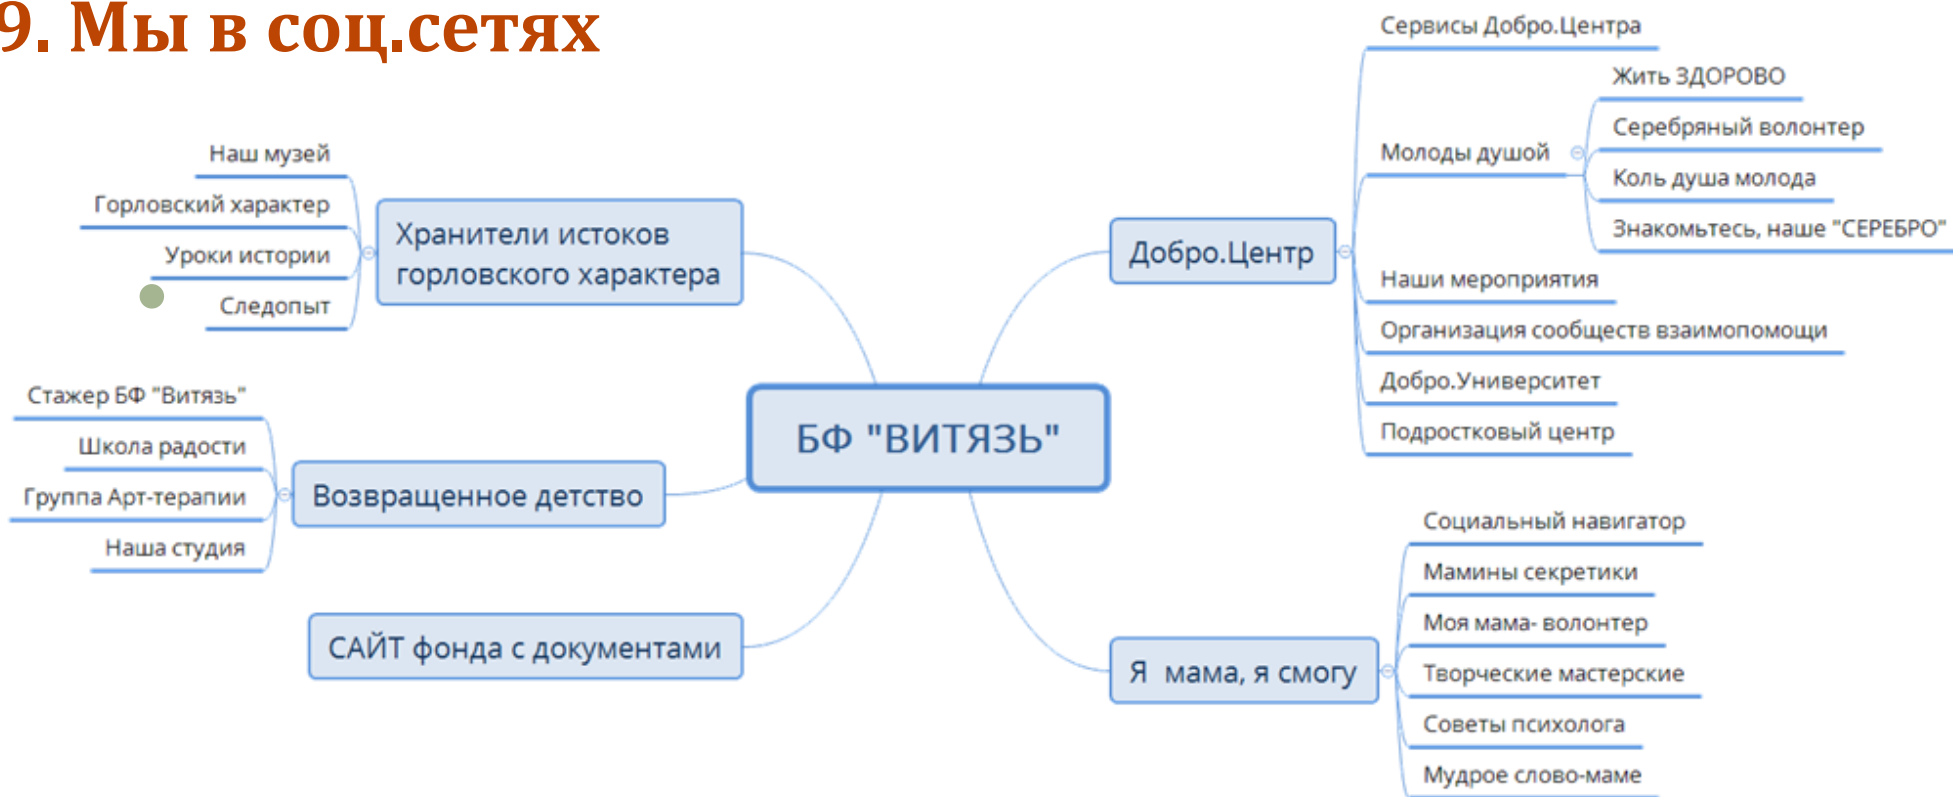 9. Мы в соц.сетях
Наш музей
Горловский характер
Уроки истории
Следопыт
Хранители истоков
горловского характера
Стажер БФ "Витязь"
Школа радости
Группа Арт-терапии
Наша студия
Возвращенное детство
САЙТ фонда с документами
БФ "ВИТЯЗЬ"
Добро.Центр
Сервисы Добро.Центра
Молоды душой
Жить ЗДОРОВО
Серебряный волонтер
Коль душа молода
Знакомьтесь, наше "СЕРЕБРО"
Наши мероприятия
Организация сообществ взаимопомощи
Добро.Университет
Подростковый центр
Я мама, я смогу
Социальный навигатор
Мамины секретики
Моя мама- волонтер
Творческие мастерские
Советы психолога
Мудрое слово-маме